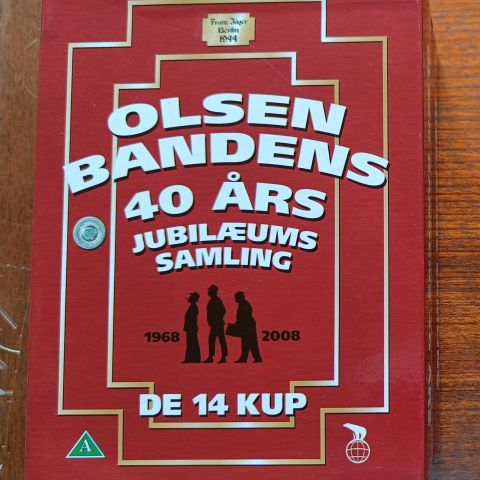 Franz Jäger
Berlin
1944
OLSEN
BANDENS
40 ÅRS
JUBILÆUMS
SAMLING
1968 2008
DE 14 KUP
A